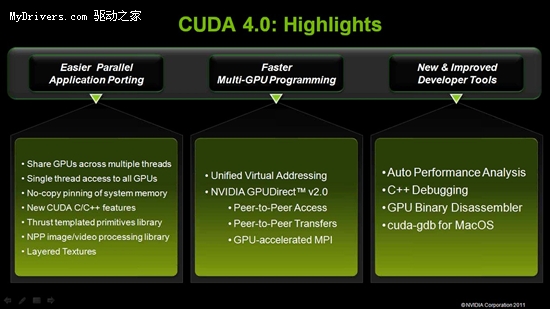 MyDrivers.com 驱动之家
CUDA 4.0: Highlights
Easier Parallel
Application Porting
• Share GPUs across multiple threads
• Single thread access to all GPUs
• No-copy pinning of system memory
• New CUDA C/C++ features
• Thrust templated primitives library
• NPP image/video processing library
• Layered Textures
Faster
Multi-GPU Programming
• Unified Virtual Addressing
• NVIDIA GPUDirect™ v2.0
• Peer-to-Peer Access
• Peer-to-Peer Transfers
• GPU-accelerated MPI
New & Improved
Developer Tools
• Auto Performance Analysis
• C++ Debugging
• GPU Binary Disassembler
• cuda-gdb for MacOS
© NVIDIA Corporation 2011